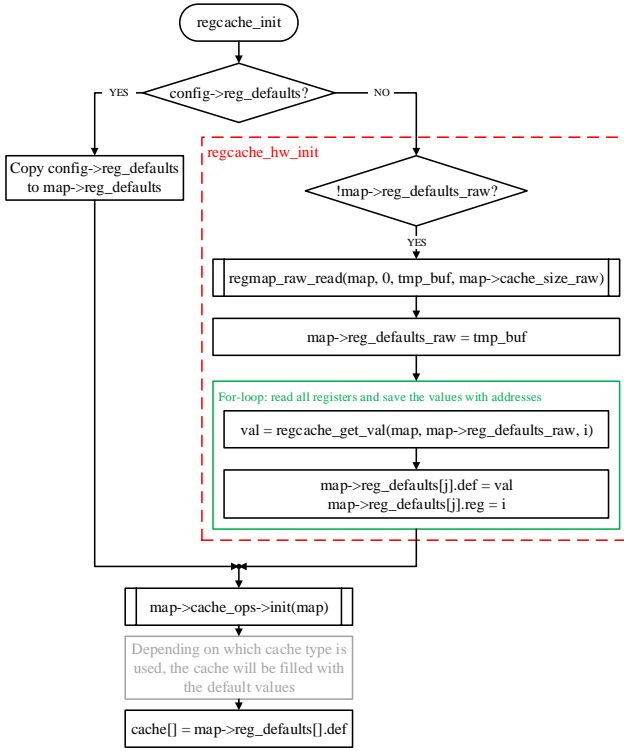 regcache_init
config->reg_defaults?
YES
NO
Copy config->reg_defaults
to map->reg_defaults
regcache_hw_init
!map->reg_defaults_raw?
YES
regmap_raw_read(map, 0, tmp_buf, map->cache_size_raw)
map->reg_defaults_raw = tmp_buf
For-loop: read all registers and save the values with addresses
val = regcache_get_val(map, map->reg_defaults_raw, i)
map->reg_defaults[j].def = val
map->reg_defaults[j].reg = i
map->cache_ops->init(map)
Depending on which cache type is
used, the cache will be filled with
the default values
cache[] = map->reg_defaults[].def